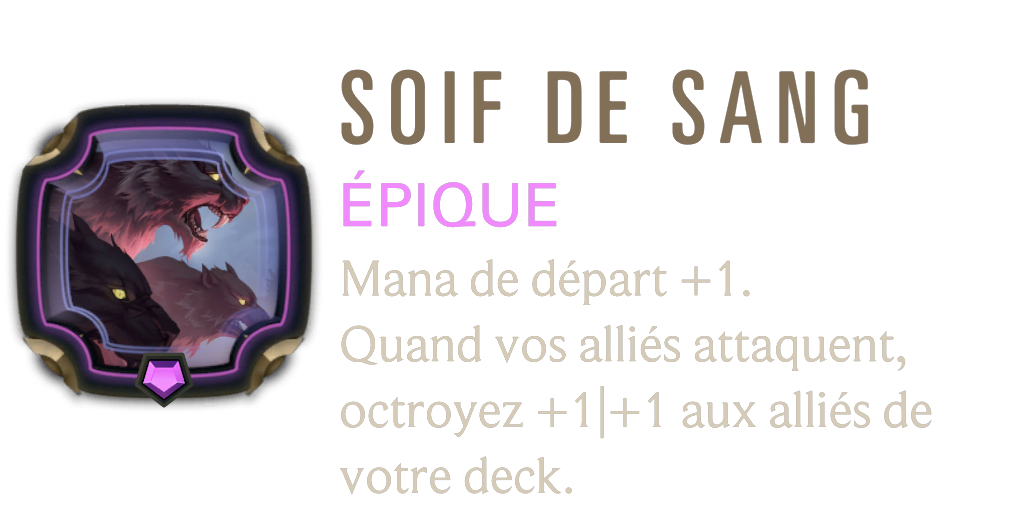 SOIF DE SANG
ÉPIQUE
Mana de départ +1.
Quand vos alliés attaquent,
octroyez +1|+1 aux alliés de
votre deck.